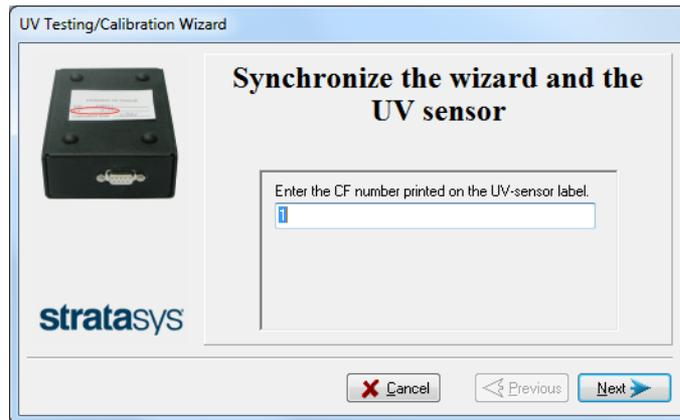 UV Testing/Calibration Wizard
Synchronize the wizard and the
UV sensor
Enter the CF number printed on the UV-sensor label.
1
stratasys
Cancel
Previous
Next